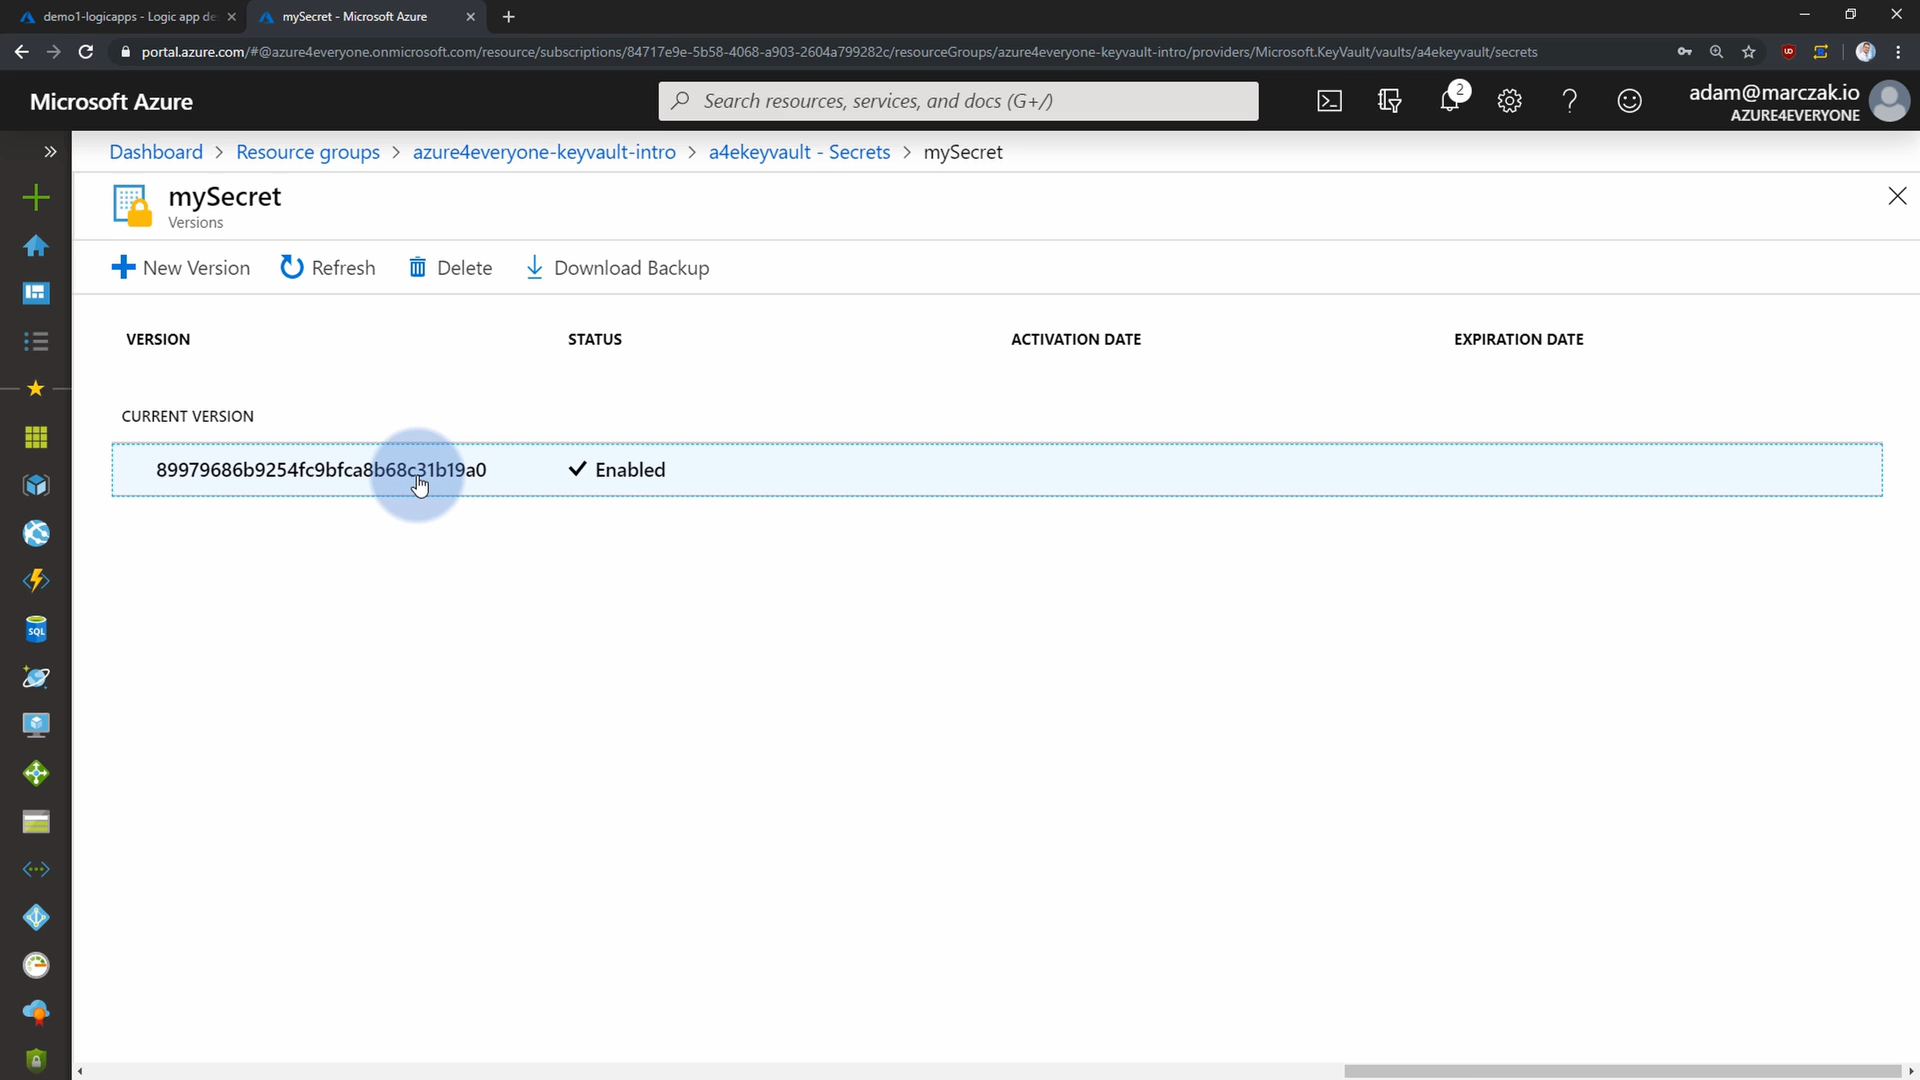 demo1-logicapps - Logic app de
mySecret - Microsoft Azure
portal.azure.com/#@azure4everyone.onmicrosoft.com/resource/subscriptions/84717e9e-5b58-4068-a903-2604a799282c/resourceGroups/azure4everyone-keyvault-intro/providers/Microsoft.KeyVault/vaults/a4ekeyvault/secrets
Microsoft Azure
Search resources, services, and docs (G+/)
2
adam@marczak.io
AZURE4EVERYONE
Dashboard > Resource groups > azure4everyone-keyvault-intro > a4ekeyvault - Secrets > mySecret
mySecret
Versions
New Version
Refresh
Delete
Download Backup
VERSION
STATUS
ACTIVATION DATE
EXPIRATION DATE
CURRENT VERSION
89979686b9254fc9bfca8b68c31b19a0
Enabled
SQL